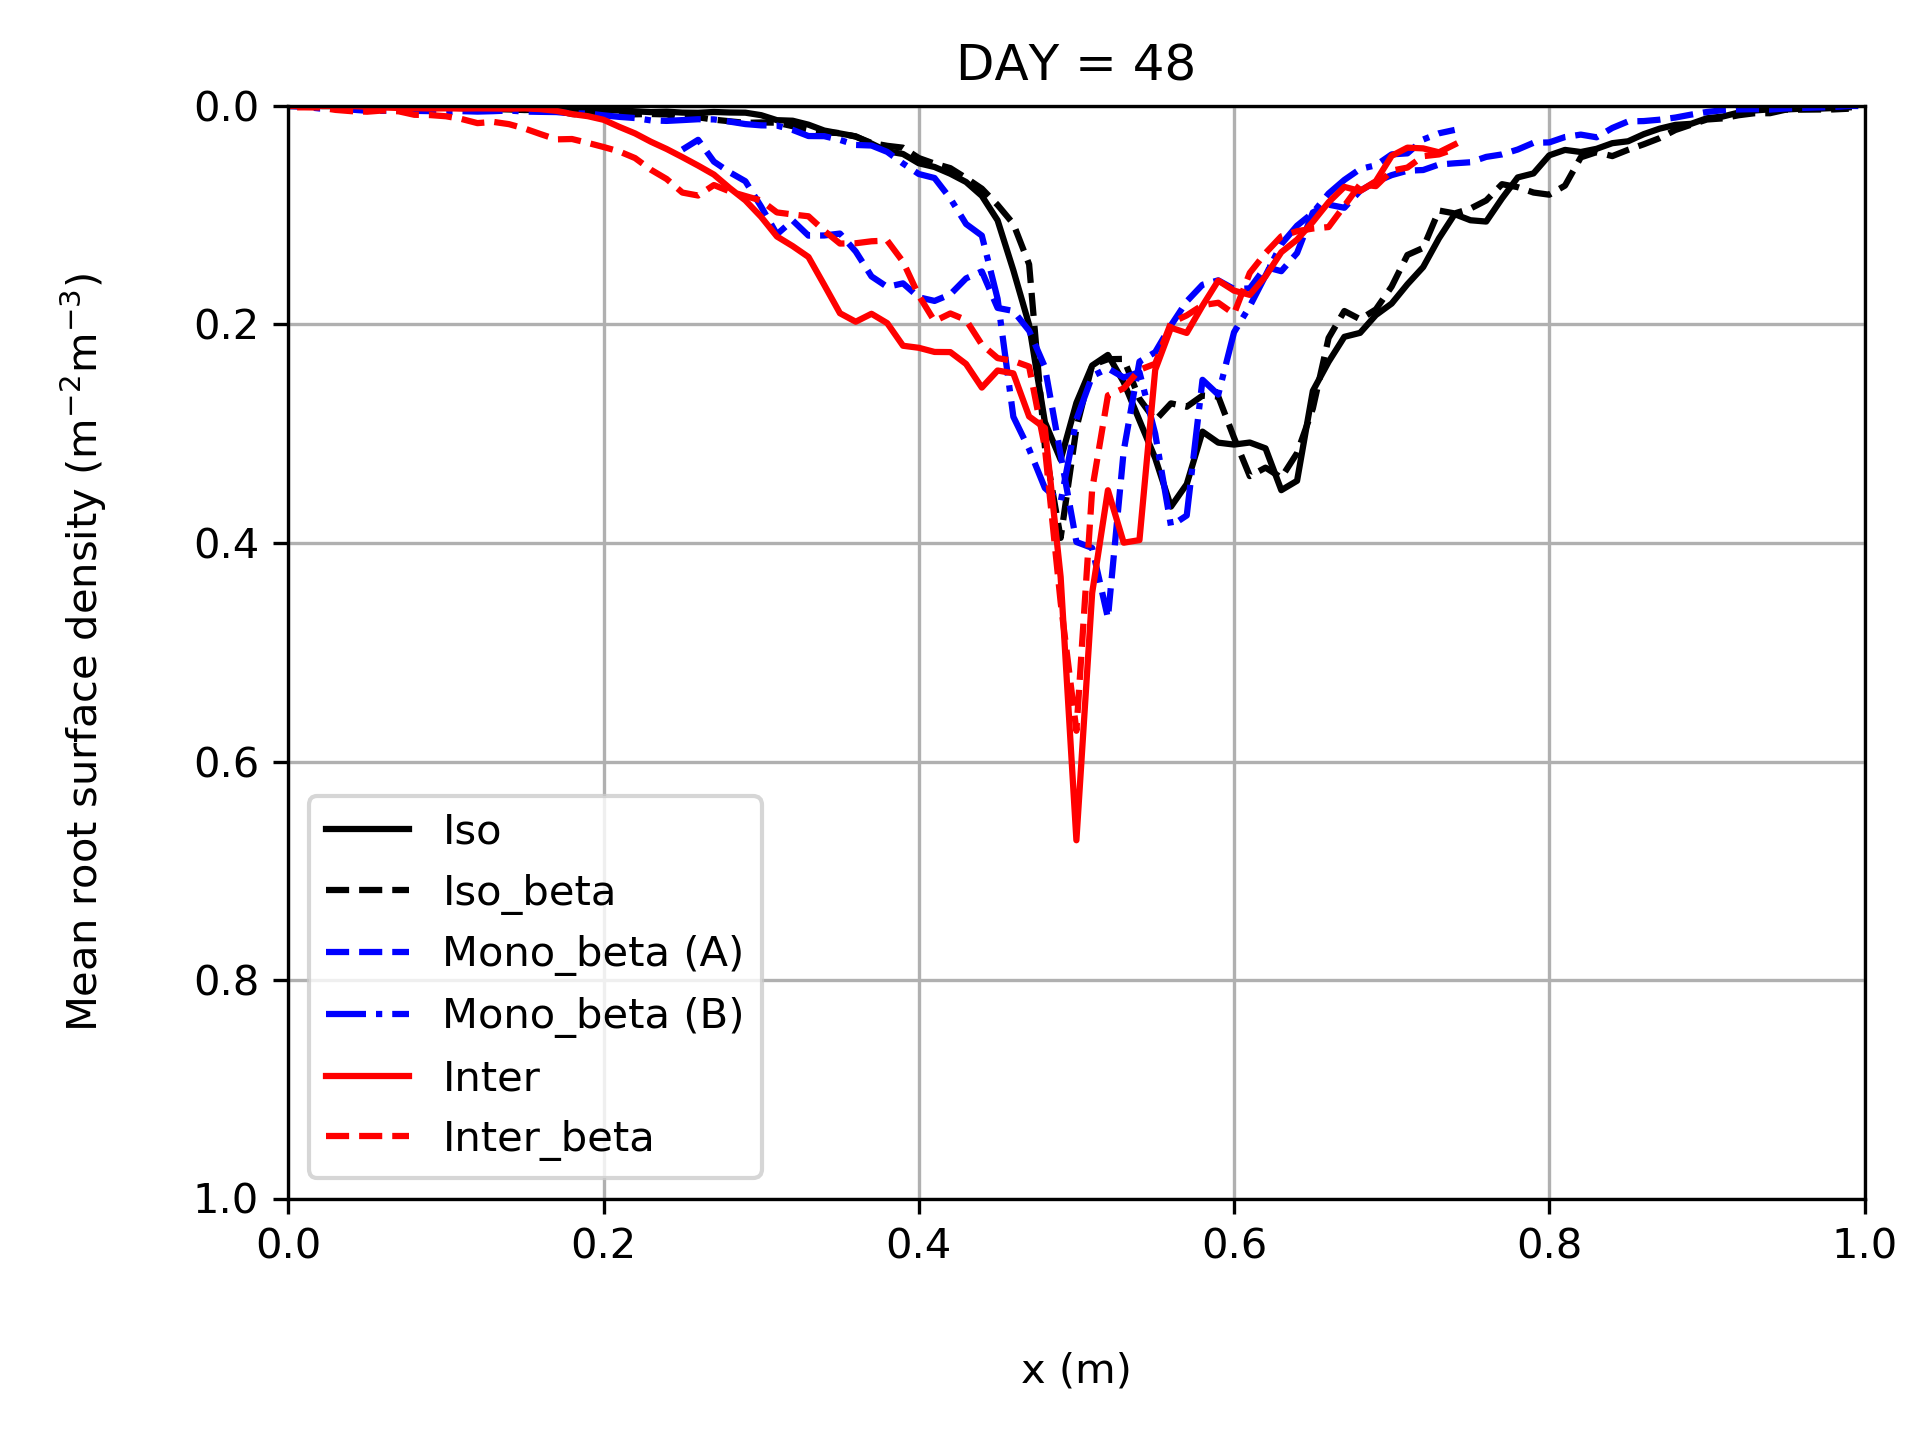 DAY = 48
0.0
0.2
0.4
0.6
0.8
1.0
Mean root surface density (m⁻²m⁻³)
Iso
Iso_beta
Mono_beta (A)
Mono_beta (B)
Inter
Inter_beta
0.0 0.2 0.4 0.6 0.8 1.0
x (m)